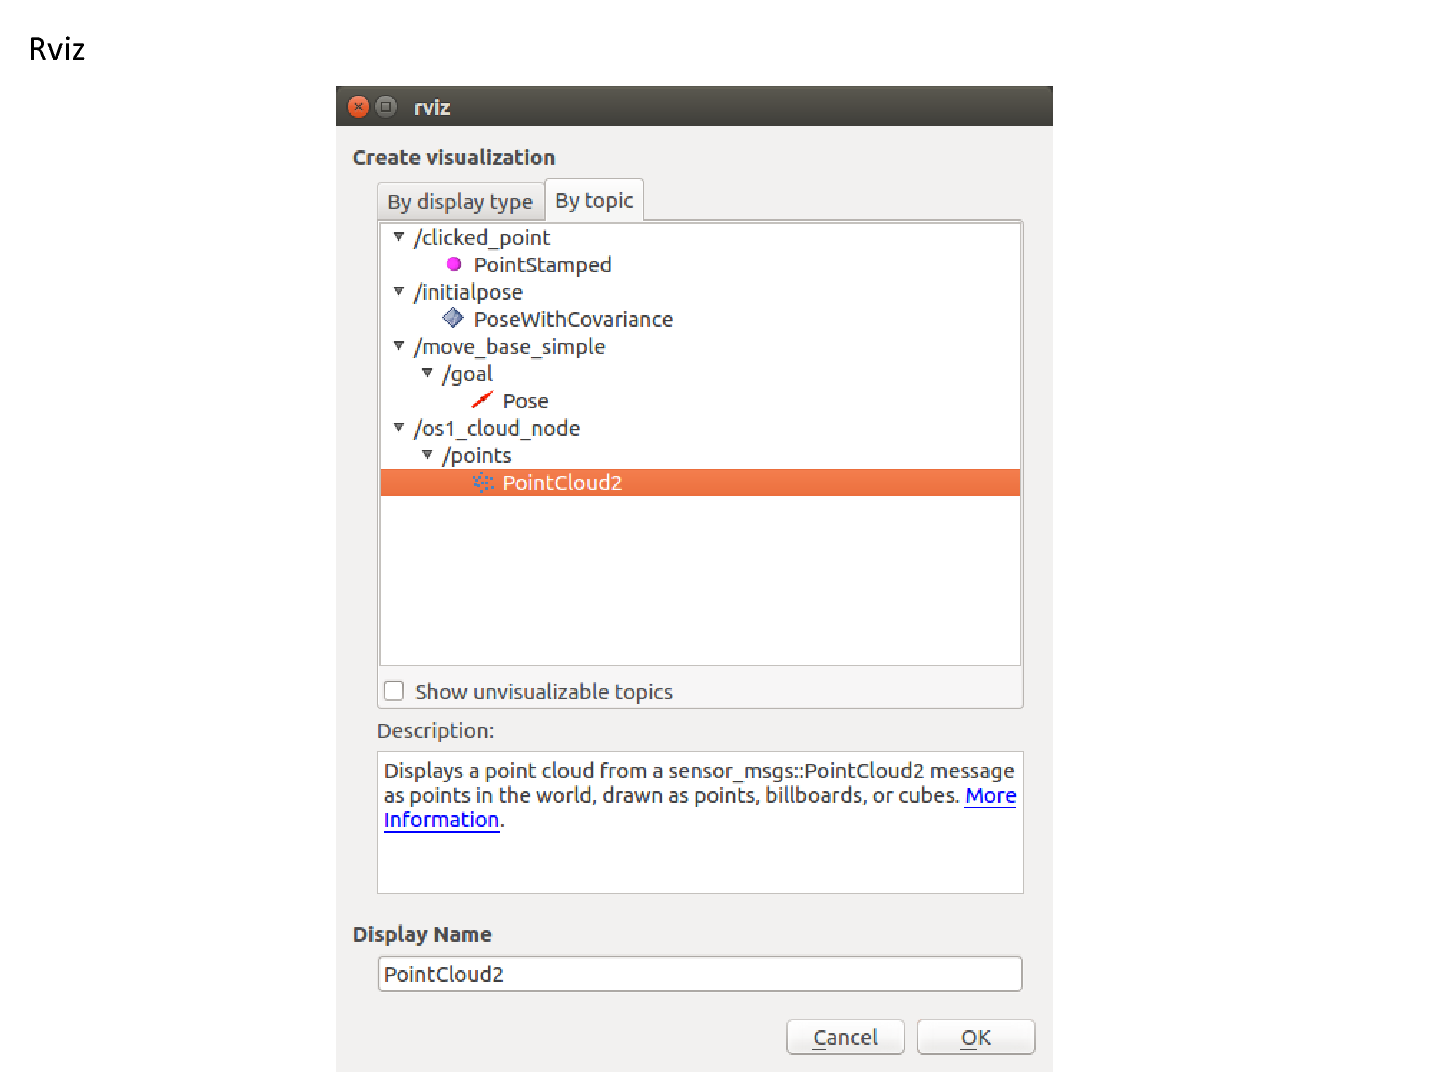 Rviz
rviz
Create visualization
By display type
By topic
/clicked_point
PointStamped
/initialpose
PoseWithCovariance
/move_base_simple
/goal
Pose
/os1_cloud_node
/points
PointCloud2
Show unvisualizable topics
Description:
Displays a point cloud from a sensor_msgs::PointCloud2 message
as points in the world, drawn as points, billboards, or cubes. More
Information.
Display Name
PointCloud2
Cancel
OK